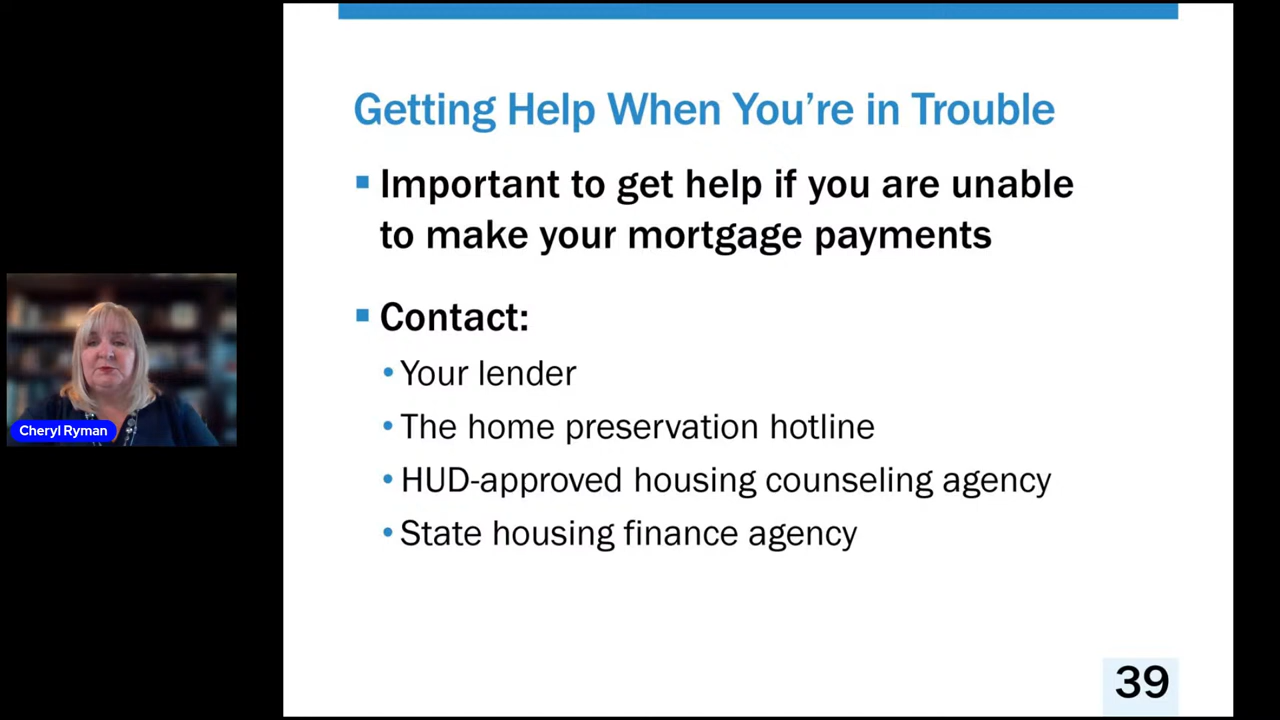 Getting Help When You're in Trouble
▪ Important to get help if you are unable
to make your mortgage payments
▪ Contact:
• Your lender
• The home preservation hotline
• HUD-approved housing counseling agency
• State housing finance agency
Cheryl Ryman
39